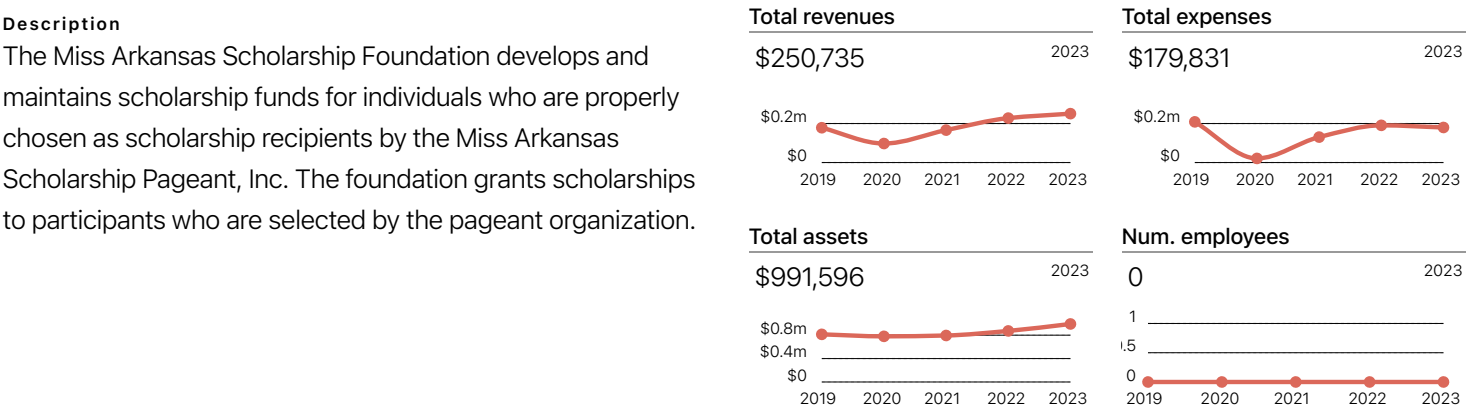 Description
The Miss Arkansas Scholarship Foundation develops and
maintains scholarship funds for individuals who are properly
chosen as scholarship recipients by the Miss Arkansas
Scholarship Pageant, Inc. The foundation grants scholarships
to participants who are selected by the pageant organization.
Total revenues
$250,735
2023
$0.2m
$0
2019 2020 2021 2022 2023
Total expenses
$179,831
2023
$0.2m
$0
2019 2020 2021 2022 2023
Total assets
$991,596
2023
$0.8m
$0.4m
$0
2019 2020 2021 2022 2023
Num. employees
0
2023
1
.5
0
2019 2020 2021 2022 2023